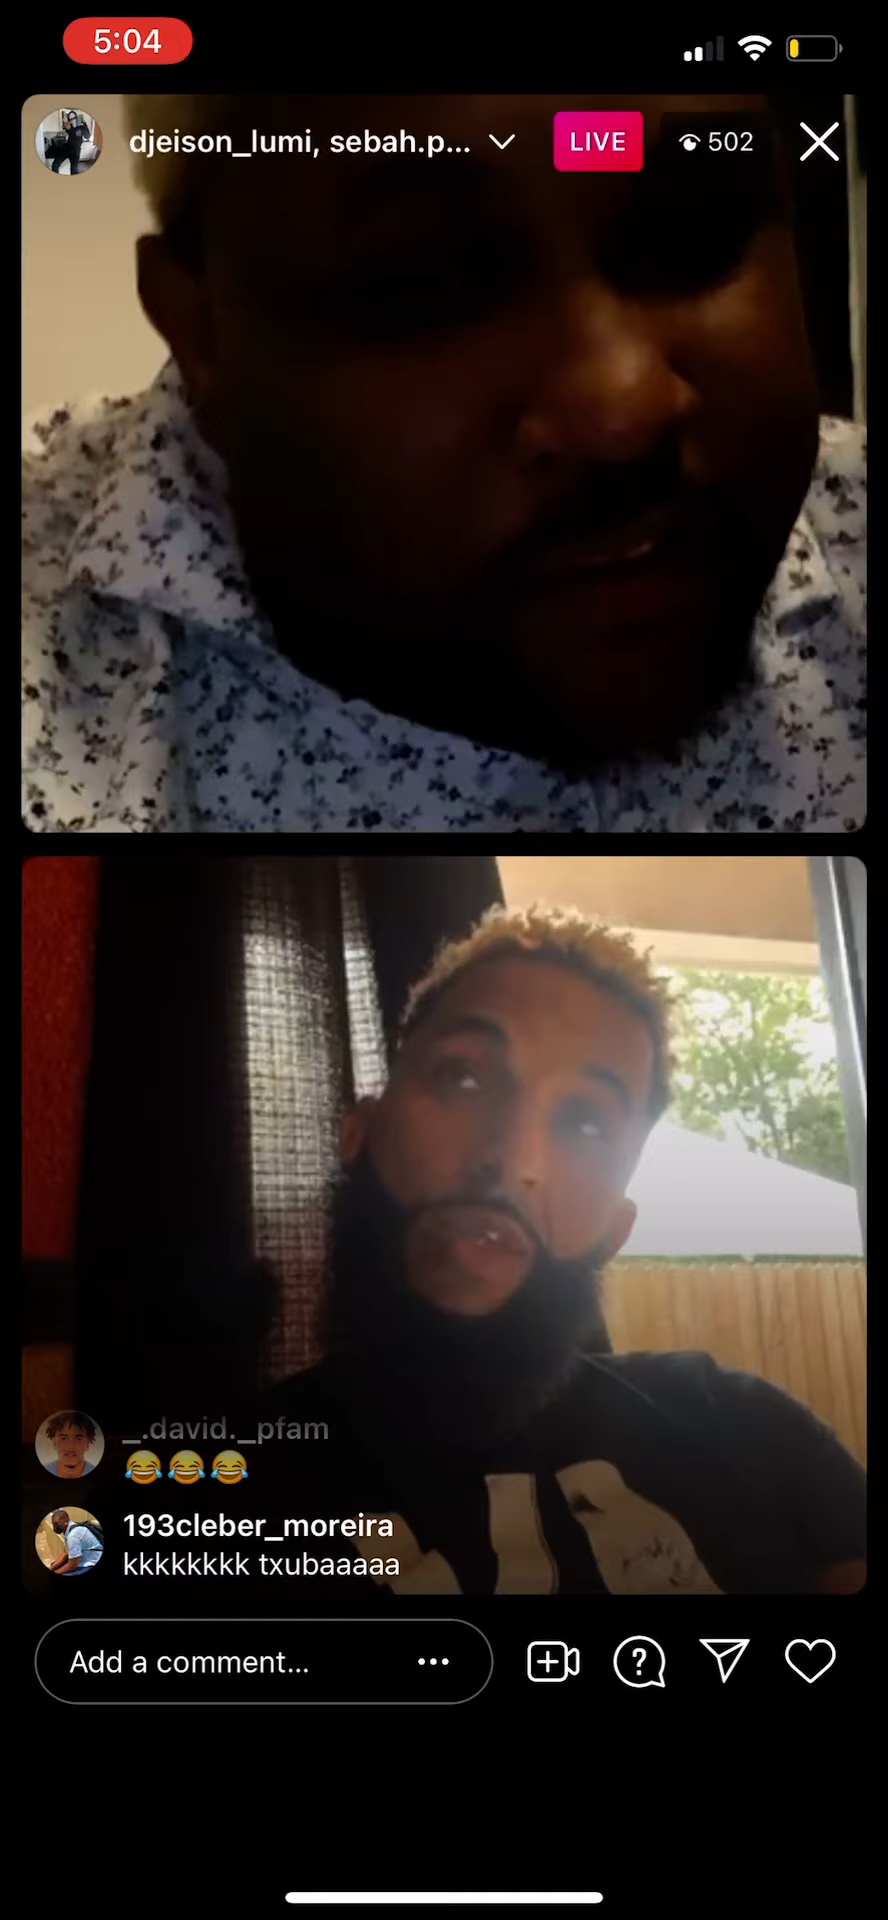 5:04
djeison_lumi, sebah.p...
LIVE
502
_.david._pfam
😂😂😂
193cleber_moreira
kkkkkkkk txubaaaaa
Add a comment...